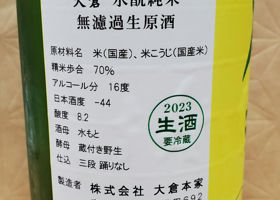 大倉 水酛純米
無濾過生原酒
原材料名 米(国産)、米こうじ(国産米)
精米歩合 70%
アルコール分 16度
日本酒度 -44
酸度 8.2
酒母 水もと
酵母 蔵付き野生
仕込 三段 踊りなし
2023
生酒
要冷蔵
製造者 株式会社 大倉本家